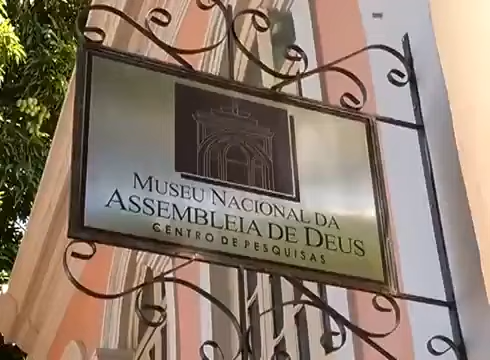 MUSEU NACIONAL DA
ASSEMBLEIA DE DEUS
CENTRO DE PESQUISAS